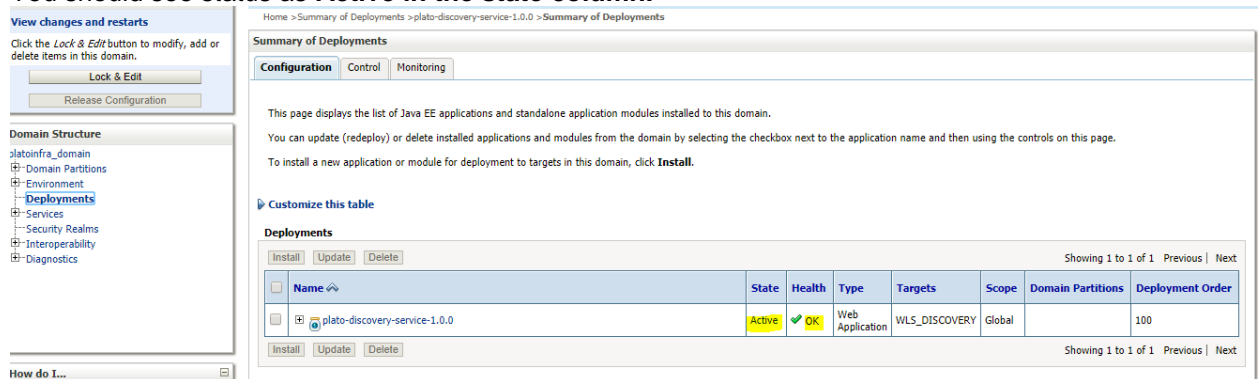 You should see status as Active in the State column.
Home >Summary of Deployments >plato-discovery-service-1.0.0 >Summary of Deployments
View changes and restarts
Click the Lock & Edit button to modify, add or
delete items in this domain.
Lock & Edit
Release Configuration
Domain Structure
platoinfra_domain
Domain Partitions
Environment
Deployments
Services
Security Realms
Interoperability
Diagnostics
How do I...
Summary of Deployments
Configuration Control Monitoring
This page displays the list of Java EE applications and standalone application modules installed to this domain.
You can update (redeploy) or delete installed applications and modules from the domain by selecting the checkbox next to the application name and then using the controls on this page.
To install a new application or module for deployment to targets in this domain, click Install.
Customize this table
Deployments
Install Update Delete Showing 1 to 1 of 1 Previous | Next
Name State Health Type Targets Scope Domain Partitions Deployment Order
plato-discovery-service-1.0.0 Active OK Web Application WLS_DISCOVERY Global 100
Install Update Delete Showing 1 to 1 of 1 Previous | Next